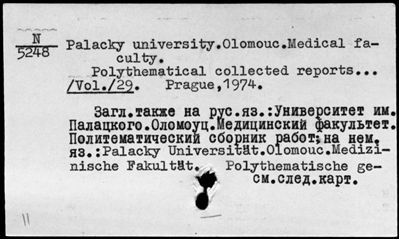 N
5248
Palacky university.Olomouc.Medical fa-
culty.
Polythematical collected reports...
/Vol./29. Prague,1974.
Загл.также на рус.яз.:Университет им.
Палацкого.Оломоуц.Медицинский факультет.
Политематический сборник работ;на нем.
яз.:Palacky Universität.Olomouc.Medizi-
nische Fakultät. Polythematische ge-
см.след.карт.
11